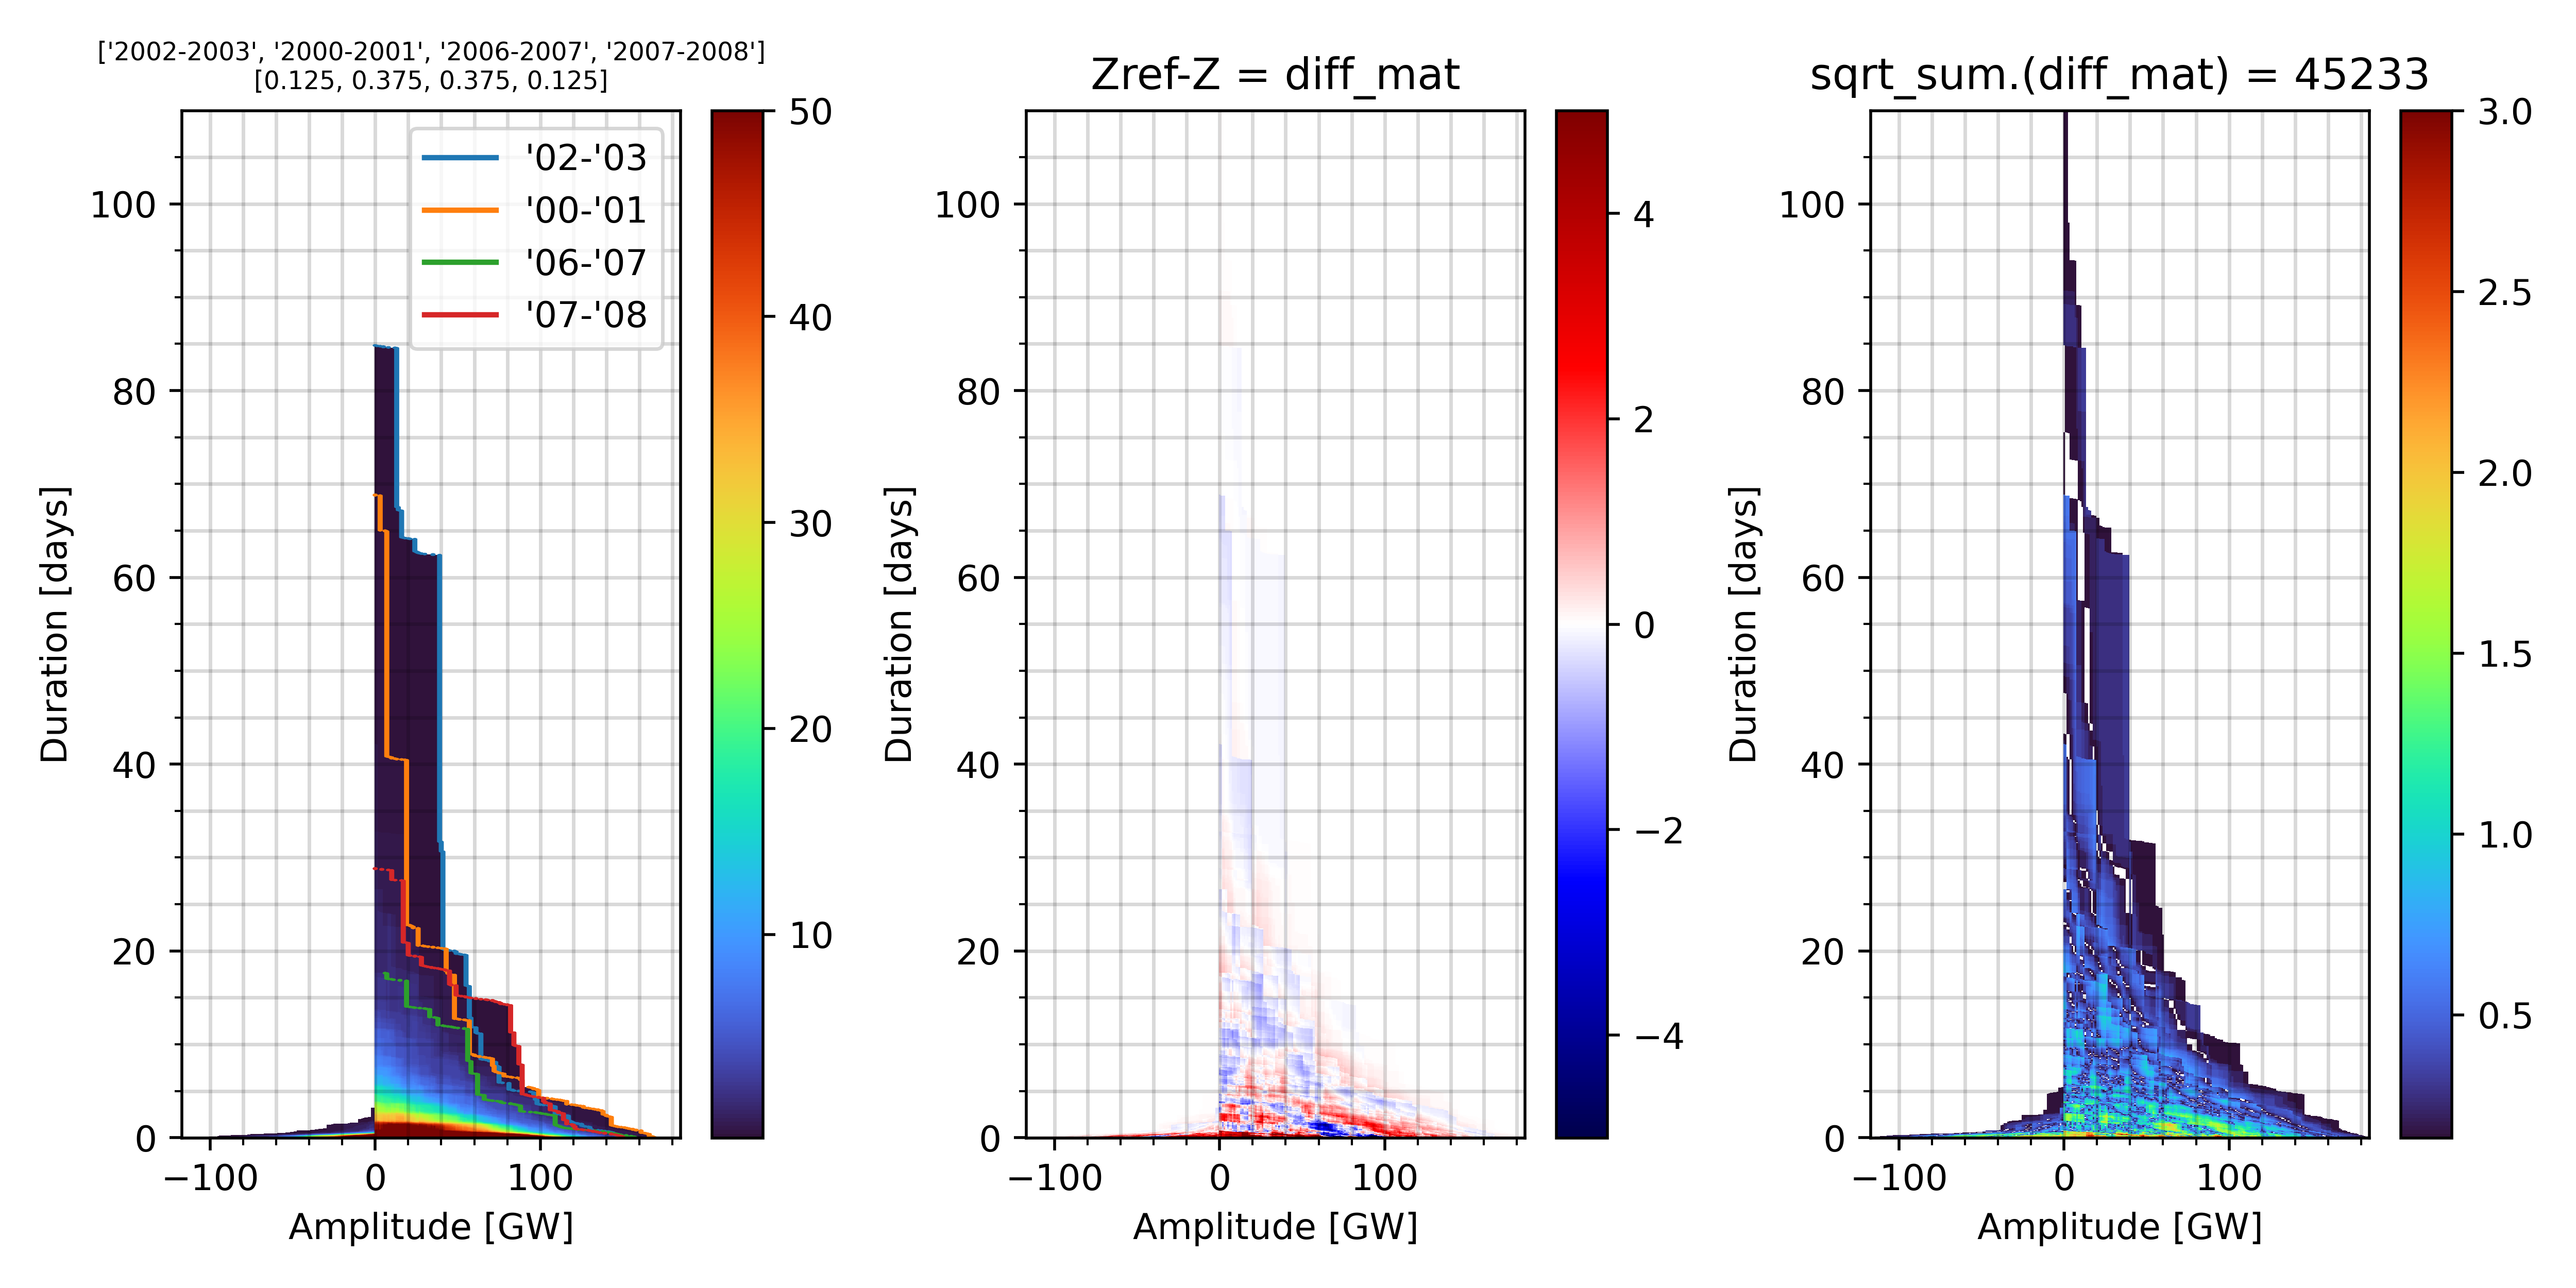 ['2002-2003', '2000-2001', '2006-2007', '2007-2008']
[0.125, 0.375, 0.375, 0.125]
'02-'03
'00-'01
'06-'07
'07-'08
100
80
60
40
20
0
Duration [days]
−100 0 100
Amplitude [GW]
50
40
30
20
10
Zref-Z = diff_mat
100
80
60
40
20
0
Duration [days]
−100 0 100
Amplitude [GW]
4
2
0
−2
−4
sqrt_sum.(diff_mat) = 45233
100
80
60
40
20
0
Duration [days]
−100 0 100
Amplitude [GW]
3.0
2.5
2.0
1.5
1.0
0.5